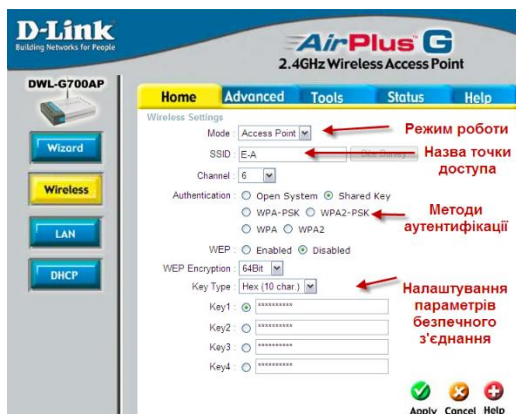 D-Link
Building Networks for People
AirPlus G
2.4GHz Wireless Access Point
DWL-G700AP
Home Advanced Tools Status Help
Wizard
Wireless
LAN
DHCP
Wireless Settings
Mode : Access Point
Режим роботи
SSID : E-A
Site Survey
Назва точки
доступа
Channel : 6
Authentication : Open System Shared Key
WPA-PSK WPA2-PSK
WPA WPA2
Методи
аутентифікації
WEP : Enabled Disabled
WEP Encryption : 64Bit
Key Type : Hex (10 char.)
Налаштування
параметрів
безпечного
з'єднання
Key1 : **********
Key2 : **********
Key3 : **********
Key4 : **********
Apply Cancel Help